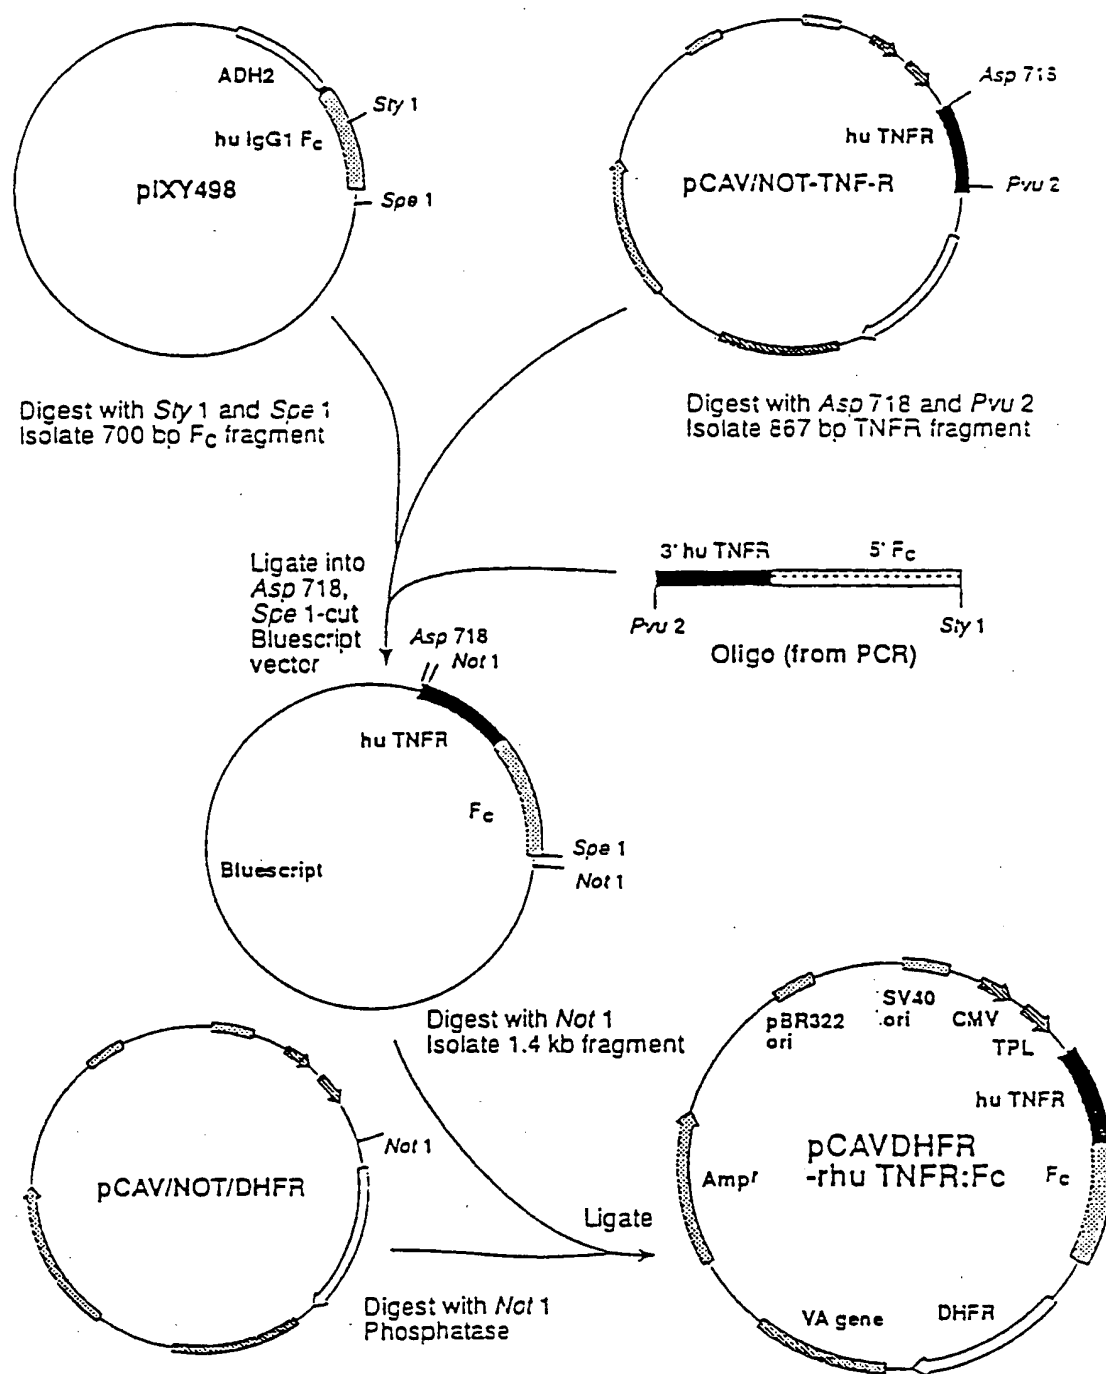 ADH2
Sty 1
hu IgG1 Fc
pIXY498
Spe 1
Asp 718
hu TNFR
pCAV/NOT-TNF-R
Pvu 2
Digest with Sty 1 and Spe 1
Isolate 700 bp Fc fragment
Digest with Asp 718 and Pvu 2
Isolate 867 bp TNFR fragment
3' hu TNFR
5' Fc
Pvu 2
Sty 1
Oligo (from PCR)
Ligate into
Asp 718,
Spe 1-cut
Bluescript
vector
Asp 718
Not 1
hu TNFR
Fc
Bluescript
Spe 1
Not 1
Digest with Not 1
Isolate 1.4 kb fragment
Not 1
pCAV/NOT/DHFR
Digest with Not 1
Phosphatase
Ligate
pBR322
ori
SV40
ori
CMV
TPL
hu TNFR
pCAVDHFR
-rhu TNFR:Fc
Fc
Ampr
VA gene
DHFR